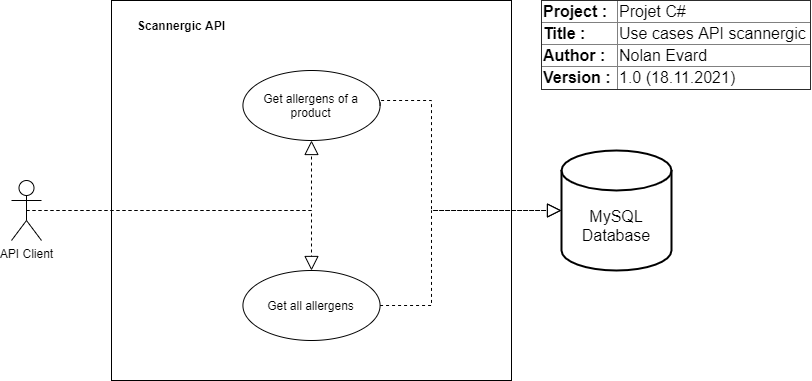 Scannergic API
Project : Projet C#
Title : Use cases API scannergic
Author : Nolan Evard
Version : 1.0 (18.11.2021)
Get allergens of a
product
API Client
MySQL
Database
Get all allergens